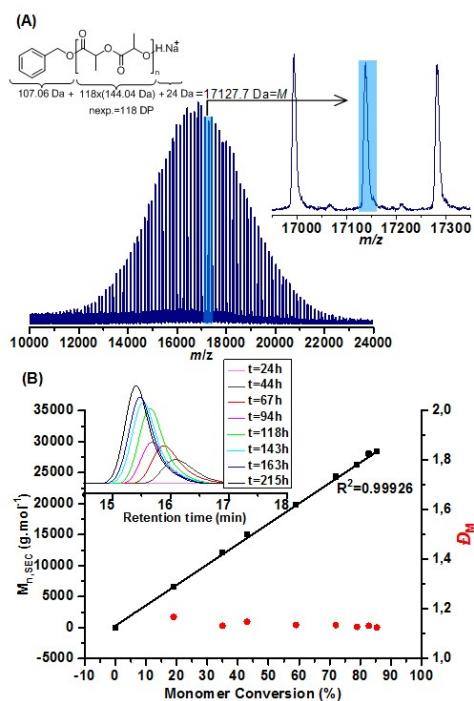 (A)
O
O
O
O
H.Na+
n
107.06 Da + 118x(144.04 Da) + 24 Da =17127.7 Da=M
nexp.=118 DP
17000 17100 17200 17300
m/z
10000 12000 14000 16000 18000 20000 22000 24000
m/z
(B)
t=24h
t=44h
t=67h
t=94h
t=118h
t=143h
t=163h
t=215h
15 16 17 18
Retention time (min)
35000
30000
25000
20000
15000
10000
5000
0
-5000
Mn,SEC (g.mol-1)
R2=0.99926
2,0
1,8
1,6
1,4
1,2
1,0
ĐM
-10 0 10 20 30 40 50 60 70 80 90 100
Monomer Conversion (%)